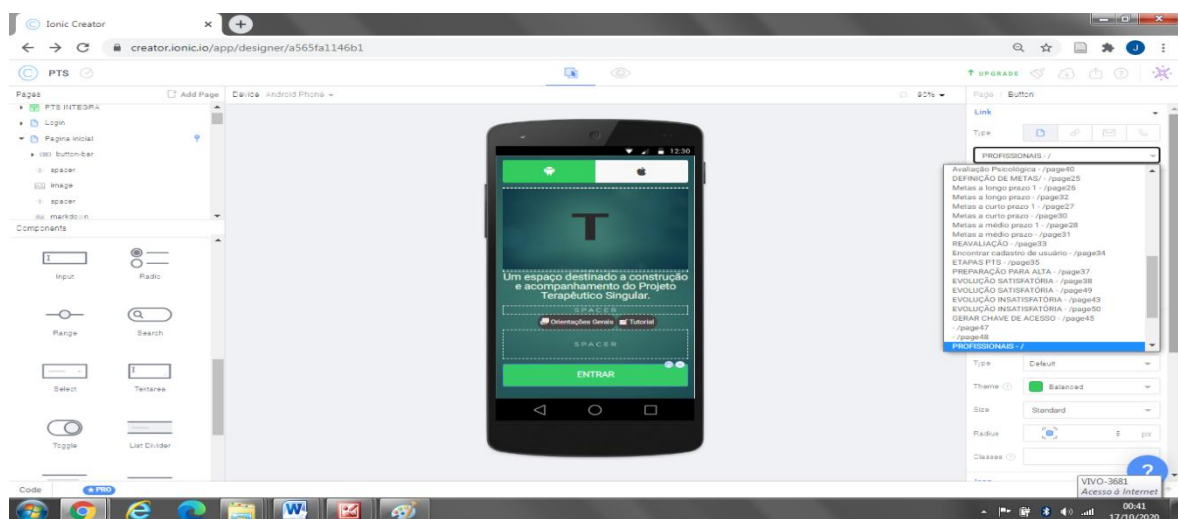 Ionic Creator
creator.ionic.io/app/designer/a565fa1146b1
J
PTS
UPGRADE
Pages
Add Page
Device Android Phone
90%
Page / Button
PTS INTEGRA
Login
Pagina Inicial
button-bar
spacer
image
spacer
markdown
Components
Input
Radio
Range
Search
Select
Textarea
Toggle
List Divider
Code
PRO
12:30
T
Um espaço destinado a construção
e acompanhamento do Projeto
Terapêutico Singular.
SPACER
Orientações Gerais
Tutorial
SPACER
ENTRAR
Link
Type
PROFISSIONAIS - /
Avaliação Psicológica - /page40
DEFINIÇÃO DE METAS/ - /page25
Metas a longo prazo 1 - /page26
Metas a longo prazo - /page32
Metas a curto prazo 1 - /page27
Metas a curto prazo - /page30
Metas a médio prazo 1 - /page28
Metas a médio prazo - /page31
REAVALIAÇÃO - /page33
Encontrar cadastro de usuário - /page34
ETAPAS PTS - /page35
PREPARAÇÃO PARA ALTA - /page37
EVOLUÇÃO SATISFATÓRIA - /page38
EVOLUÇÃO SATISFATÓRIA - /page49
EVOLUÇÃO INSATISFATÓRIA - /page43
EVOLUÇÃO INSATISFATÓRIA - /page50
GERAR CHAVE DE ACESSO - /page45
- /page47
- /page48
PROFISSIONAIS - /
Type Default
Theme Balanced
Size Standard
Radius px
Classes
?
VIVO-3681
Acesso à Internet
00:41
17/10/2020